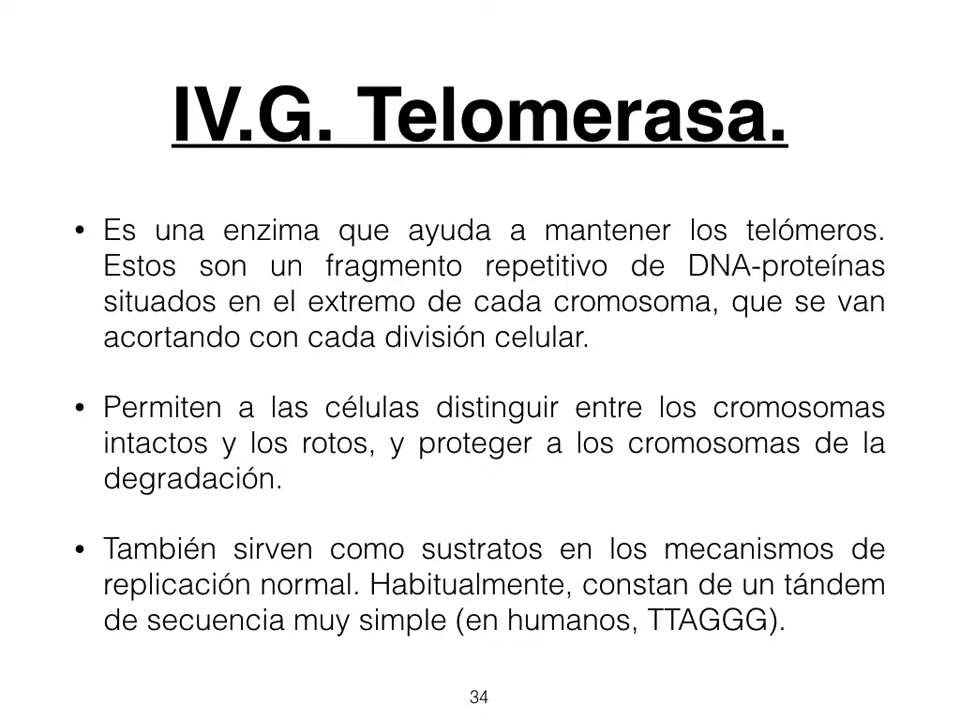 IV.G. Telomerasa.
• Es una enzima que ayuda a mantener los telómeros.
Estos son un fragmento repetitivo de DNA-proteínas
situados en el extremo de cada cromosoma, que se van
acortando con cada división celular.
• Permiten a las células distinguir entre los cromosomas
intactos y los rotos, y proteger a los cromosomas de la
degradación.
• También sirven como sustratos en los mecanismos de
replicación normal. Habitualmente, constan de un tándem
de secuencia muy simple (en humanos, TTAGGG).
34